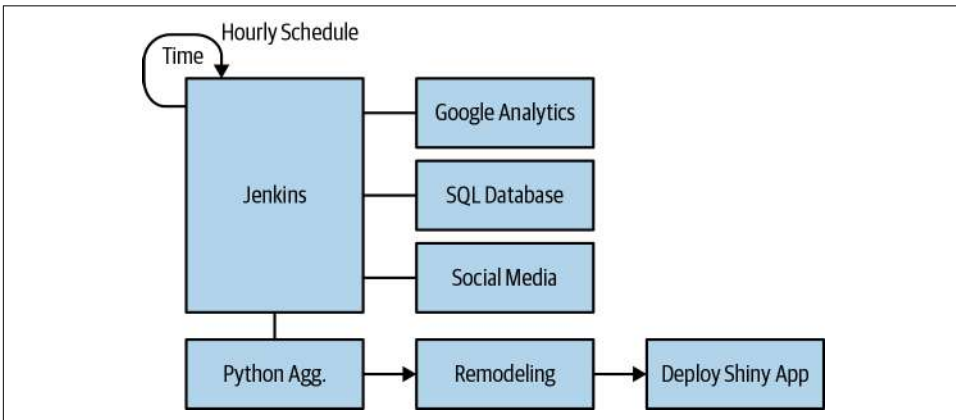 Hourly Schedule
Time
Google Analytics
Jenkins
SQL Database
Social Media
Python Agg.
Remodeling
Deploy Shiny App